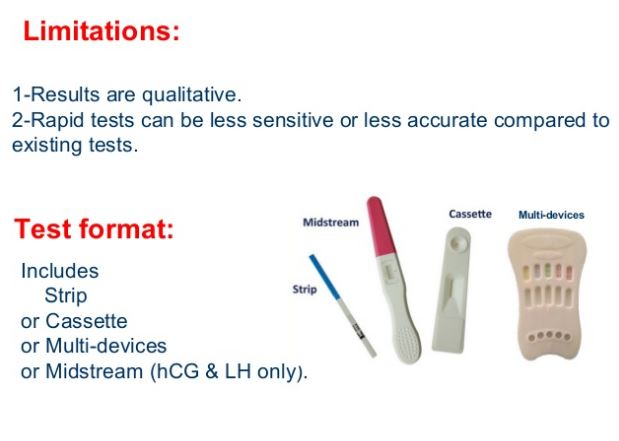 Limitations:
1-Results are qualitative.
2-Rapid tests can be less sensitive or less accurate compared to
existing tests.
Test format:
Includes
Strip
or Cassette
or Multi-devices
or Midstream (hCG & LH only).
Midstream
Cassette
Multi-devices
Strip